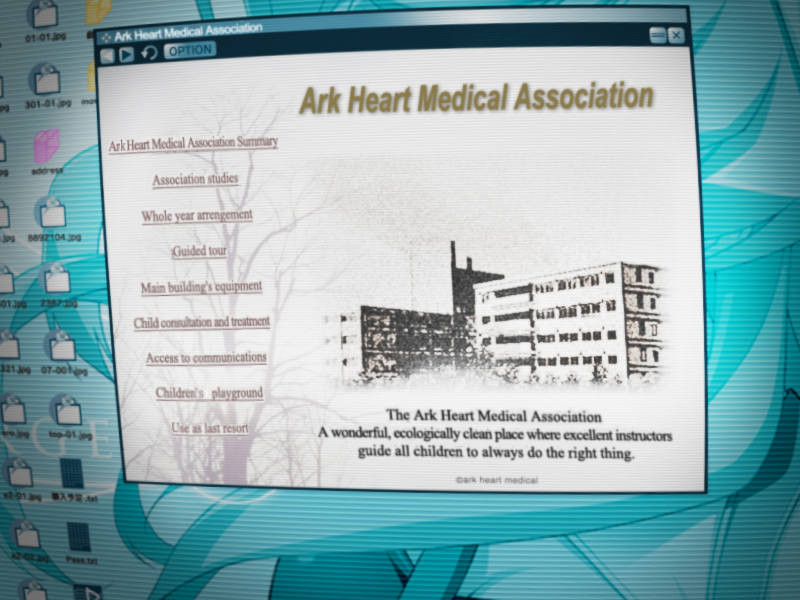 Ark Heart Medical Association
OPTION
Ark Heart Medical Association
Ark Heart Medical Association Summary
Association studies
Whole year arrengement
Guided tour
Main building's equipment
Child consultation and treatment
Access to communications
Children's playground
Use as last resort
The Ark Heart Medical Association
A wonderful, ecologically clean place where excellent instructors
guide all children to always do the right thing.
©ark heart medical
01-01.jpg
301-01.jpg
address
8892104.jpg
2387.jpg
07-001.jpg
top-01.jpg
Pass.txt